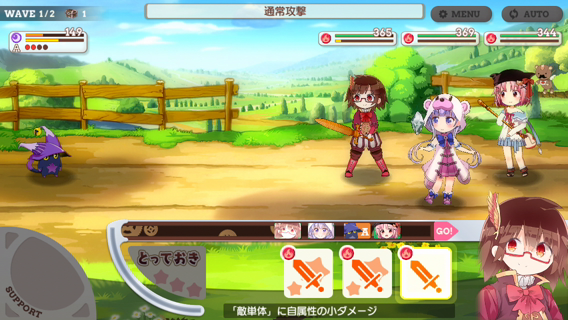 WAVE 1/2
1
通常攻撃
MENU
AUTO
149
365
369
344
A
GO!
とっておき
SUPPORT
「敵単体」に自属性の小ダメージ